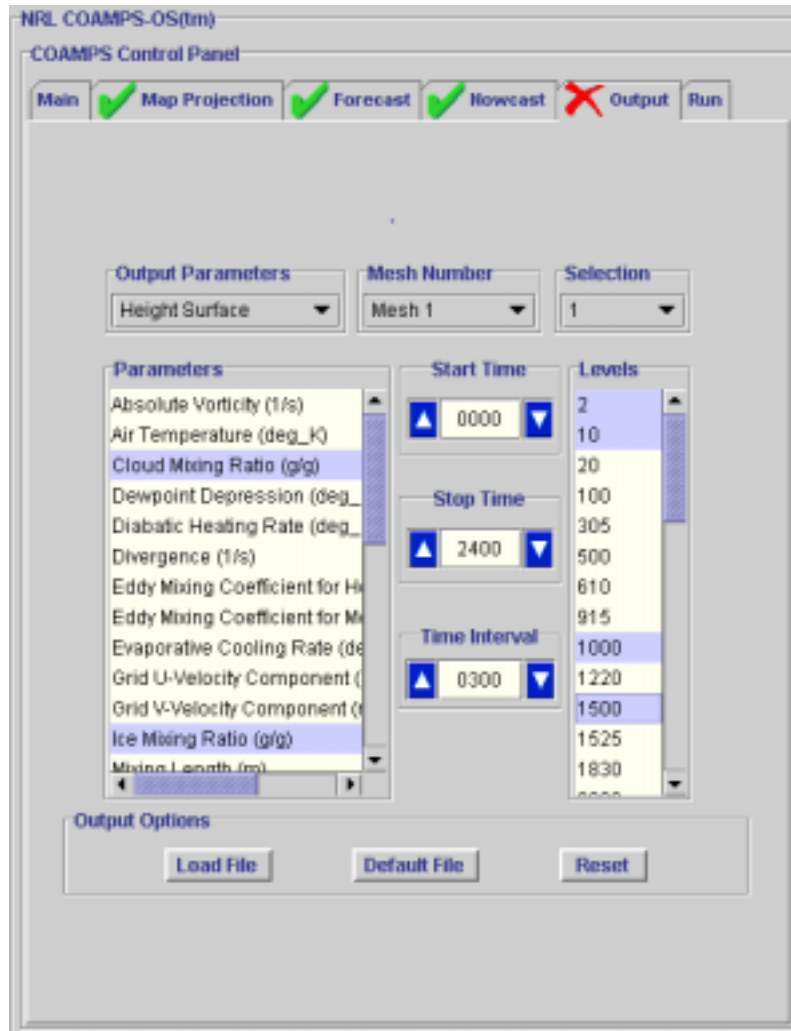 NRL COAMPS-OS(tm)
COAMPS Control Panel
Main Map Projection Forecast Nowcast Output Run
Output Parameters Mesh Number Selection
Height Surface Mesh 1 1
Parameters
Absolute Vorticity (1/s)
Air Temperature (deg_K)
Cloud Mixing Ratio (g/g)
Dewpoint Depression (deg_
Diabatic Heating Rate (deg_
Divergence (1/s)
Eddy Mixing Coefficient for He
Eddy Mixing Coefficient for Mo
Evaporative Cooling Rate (de
Grid U-Velocity Component (
Grid V-Velocity Component (
Ice Mixing Ratio (g/g)
Mixing Length (m)
Start Time
0000
Stop Time
2400
Time Interval
0300
Levels
2
10
20
100
305
500
610
915
1000
1220
1500
1525
1830
Output Options
Load File Default File Reset